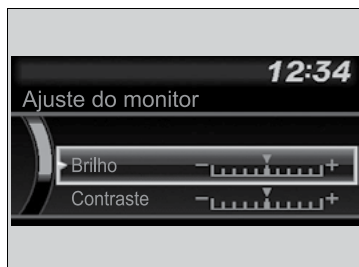 12:34
Ajuste do monitor
Brilho − +
Contraste − +